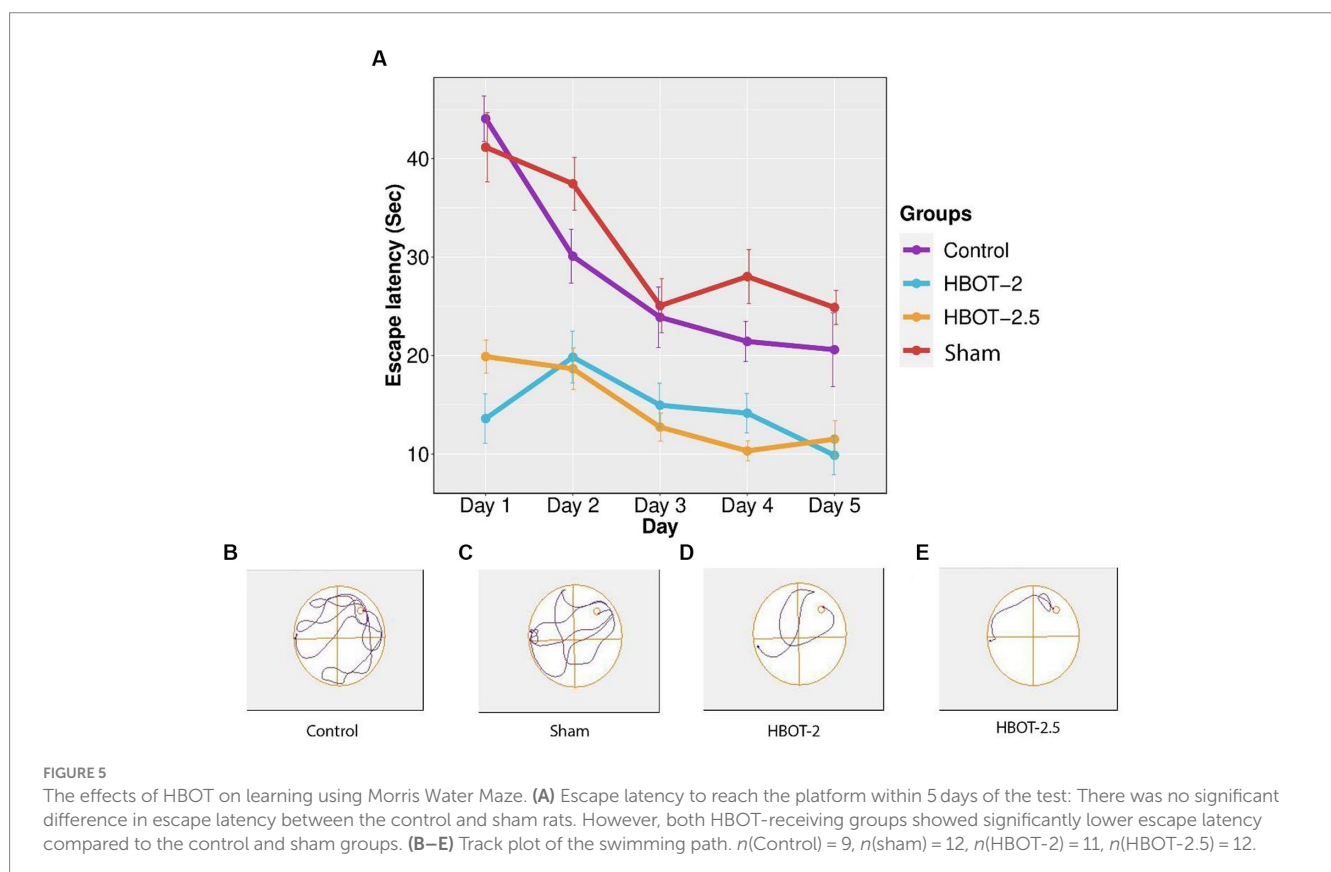 A
Escape latency (Sec)
40
30
20
10
Day 1 Day 2 Day 3 Day 4 Day 5
Day
Groups
Control
HBOT−2
HBOT−2.5
Sham
B
C
D
E
Control
Sham
HBOT-2
HBOT-2.5
FIGURE 5
The effects of HBOT on learning using Morris Water Maze. (A) Escape latency to reach the platform within 5 days of the test: There was no significant
difference in escape latency between the control and sham rats. However, both HBOT-receiving groups showed significantly lower escape latency
compared to the control and sham groups. (B–E) Track plot of the swimming path. n(Control) = 9, n(sham) = 12, n(HBOT-2) = 11, n(HBOT-2.5) = 12.